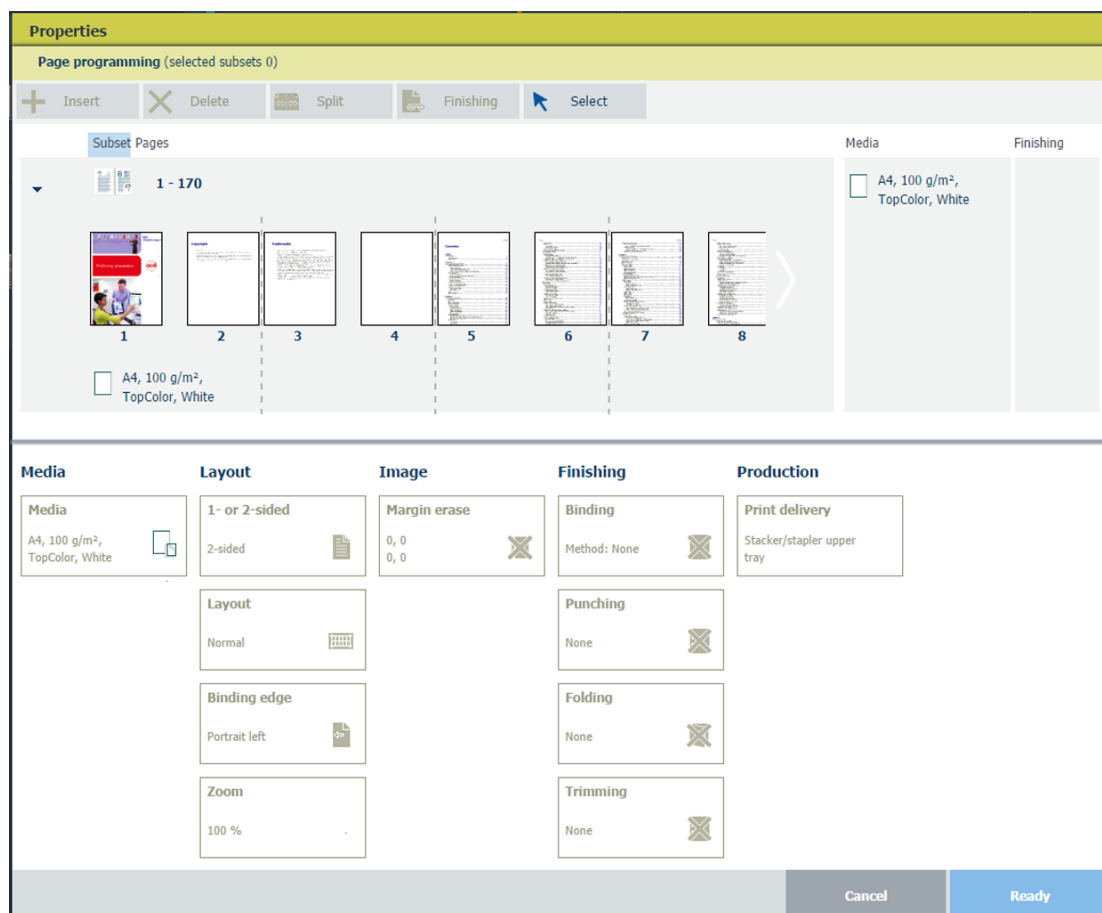 Properties
Page programming (selected subsets 0)
Insert Delete Split Finishing Select
Subset Pages Media Finishing
1 - 170
A4, 100 g/m²,
TopColor, White
Copyright
Trademarks
Contents
1 2 3 4 5 6 7 8
A4, 100 g/m²,
TopColor, White
Media Layout Image Finishing Production
Media
A4, 100 g/m²,
TopColor, White
1- or 2-sided
2-sided
Margin erase
0, 0
0, 0
Binding
Method: None
Print delivery
Stacker/stapler upper
tray
Layout
Normal
Punching
None
Binding edge
Portrait left
Folding
None
Zoom
100 %
Trimming
None
Cancel Ready